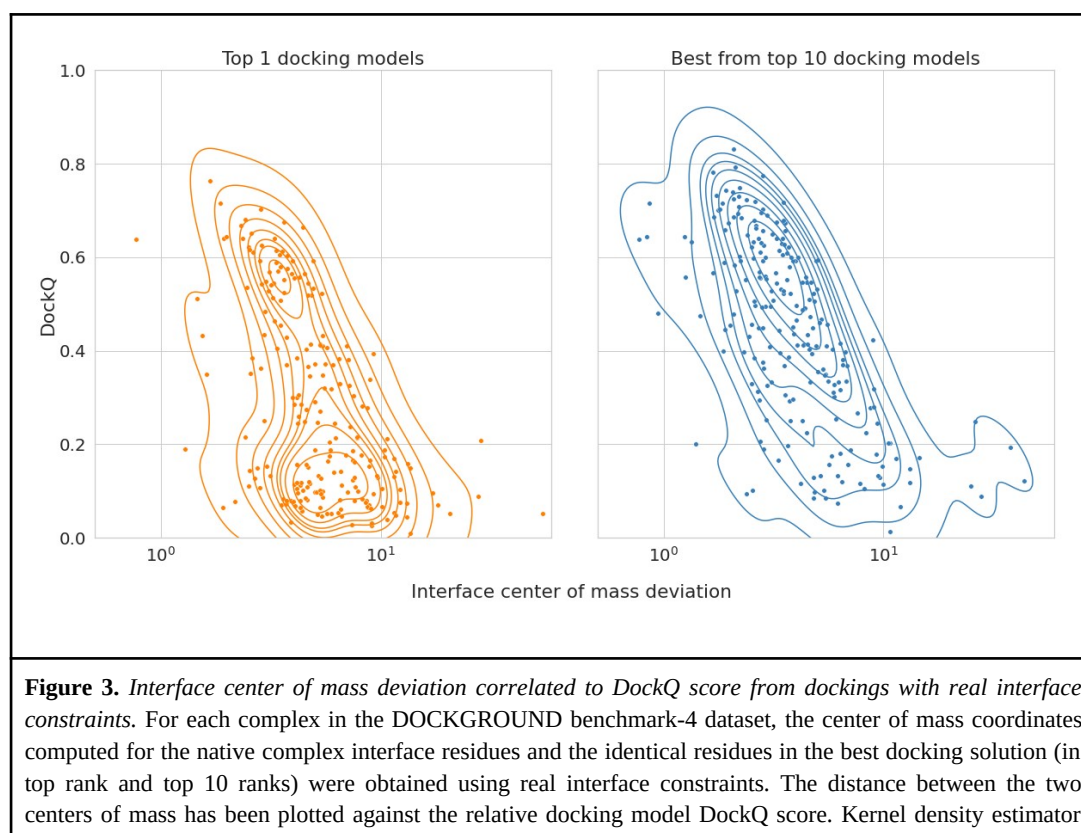 Top 1 docking models
Best from top 10 docking models
1.0
0.8
0.6
0.4
0.2
0.0
DockQ
10⁰
10¹
10⁰
10¹
Interface center of mass deviation
Figure 3. Interface center of mass deviation correlated to DockQ score from dockings with real interface
constraints. For each complex in the DOCKGROUND benchmark-4 dataset, the center of mass coordinates
computed for the native complex interface residues and the identical residues in the best docking solution (in
top rank and top 10 ranks) were obtained using real interface constraints. The distance between the two
centers of mass has been plotted against the relative docking model DockQ score. Kernel density estimator